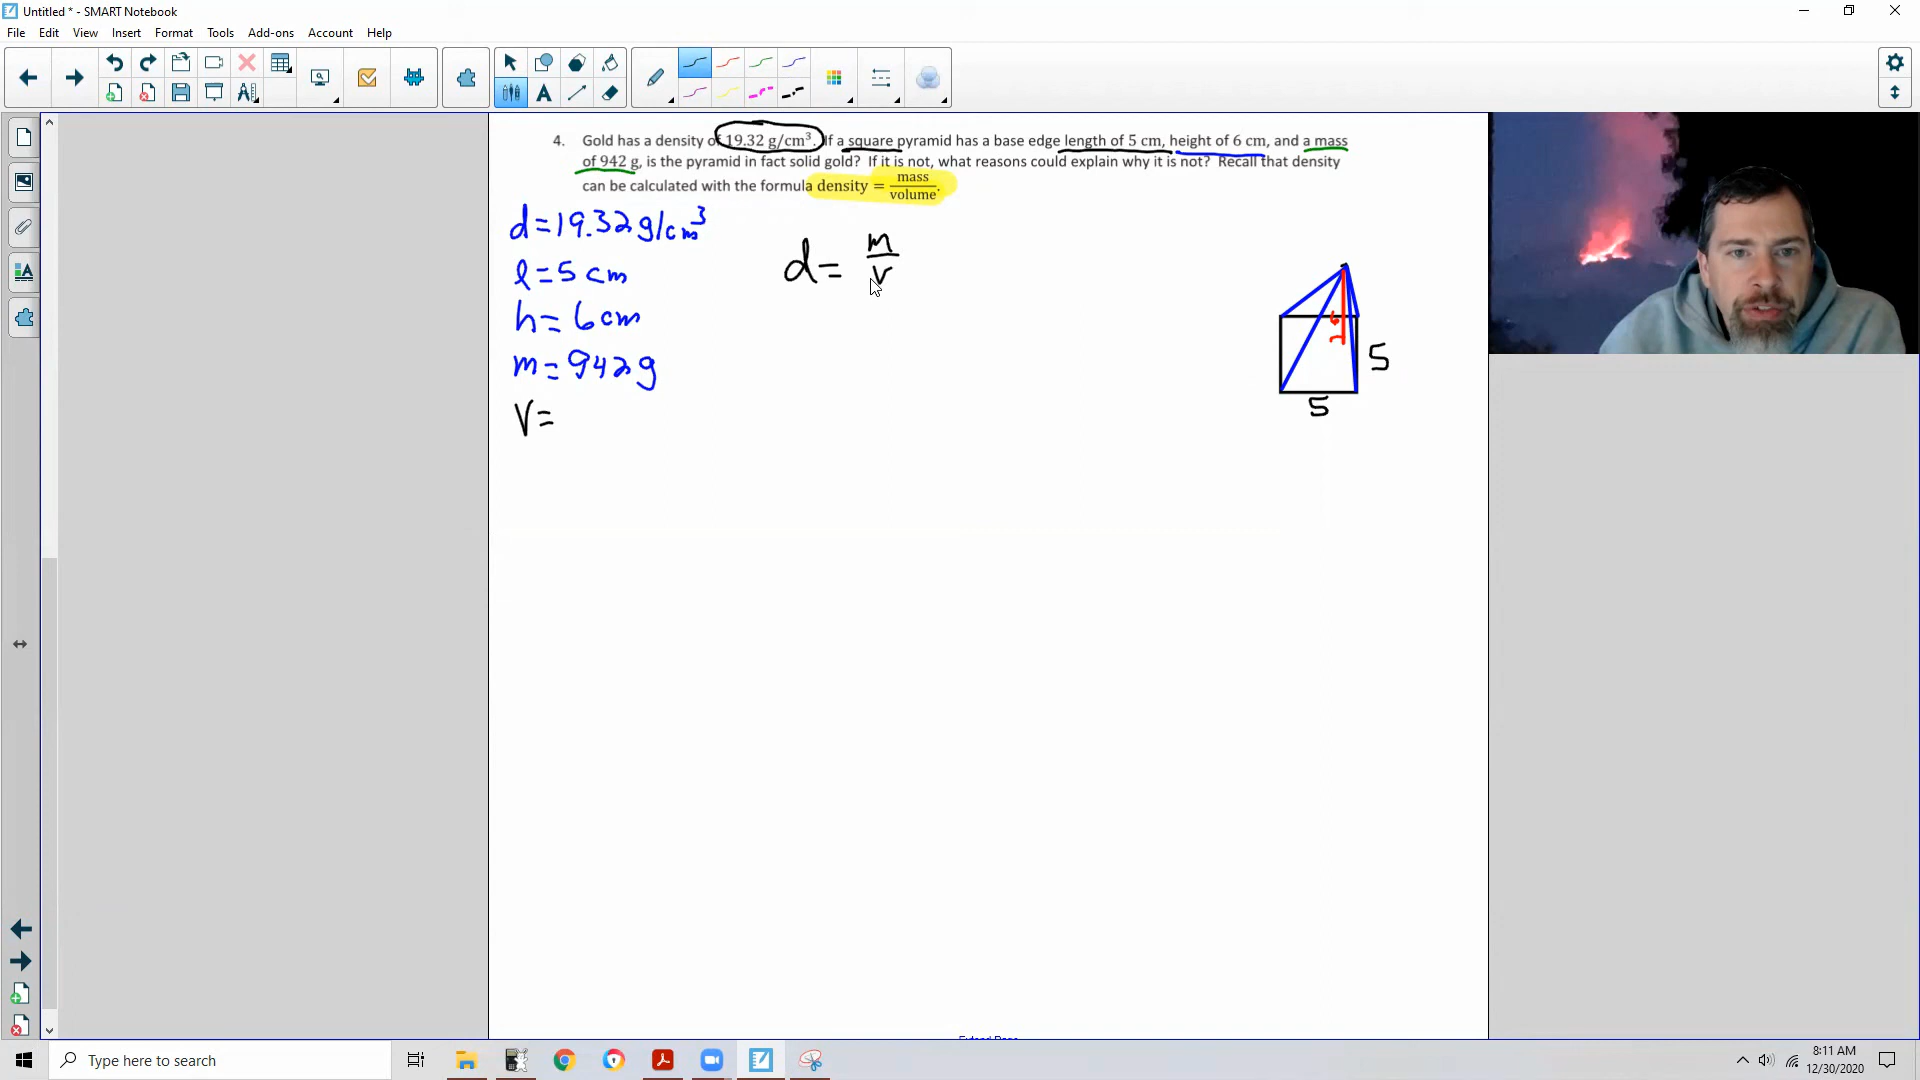 Untitled * - SMART Notebook
File Edit View Insert Format Tools Add-ons Account Help
4. Gold has a density of 19.32 g/cm³. If a square pyramid has a base edge length of 5 cm, height of 6 cm, and a mass
of 942 g, is the pyramid in fact solid gold? If it is not, what reasons could explain why it is not? Recall that density
can be calculated with the formula density = mass/volume.
d=19.32g/cm³
d= m/v
l=5 cm
h=6cm
6
5
m=942g
5
V=
Type here to search
8:11 AM
12/30/2020